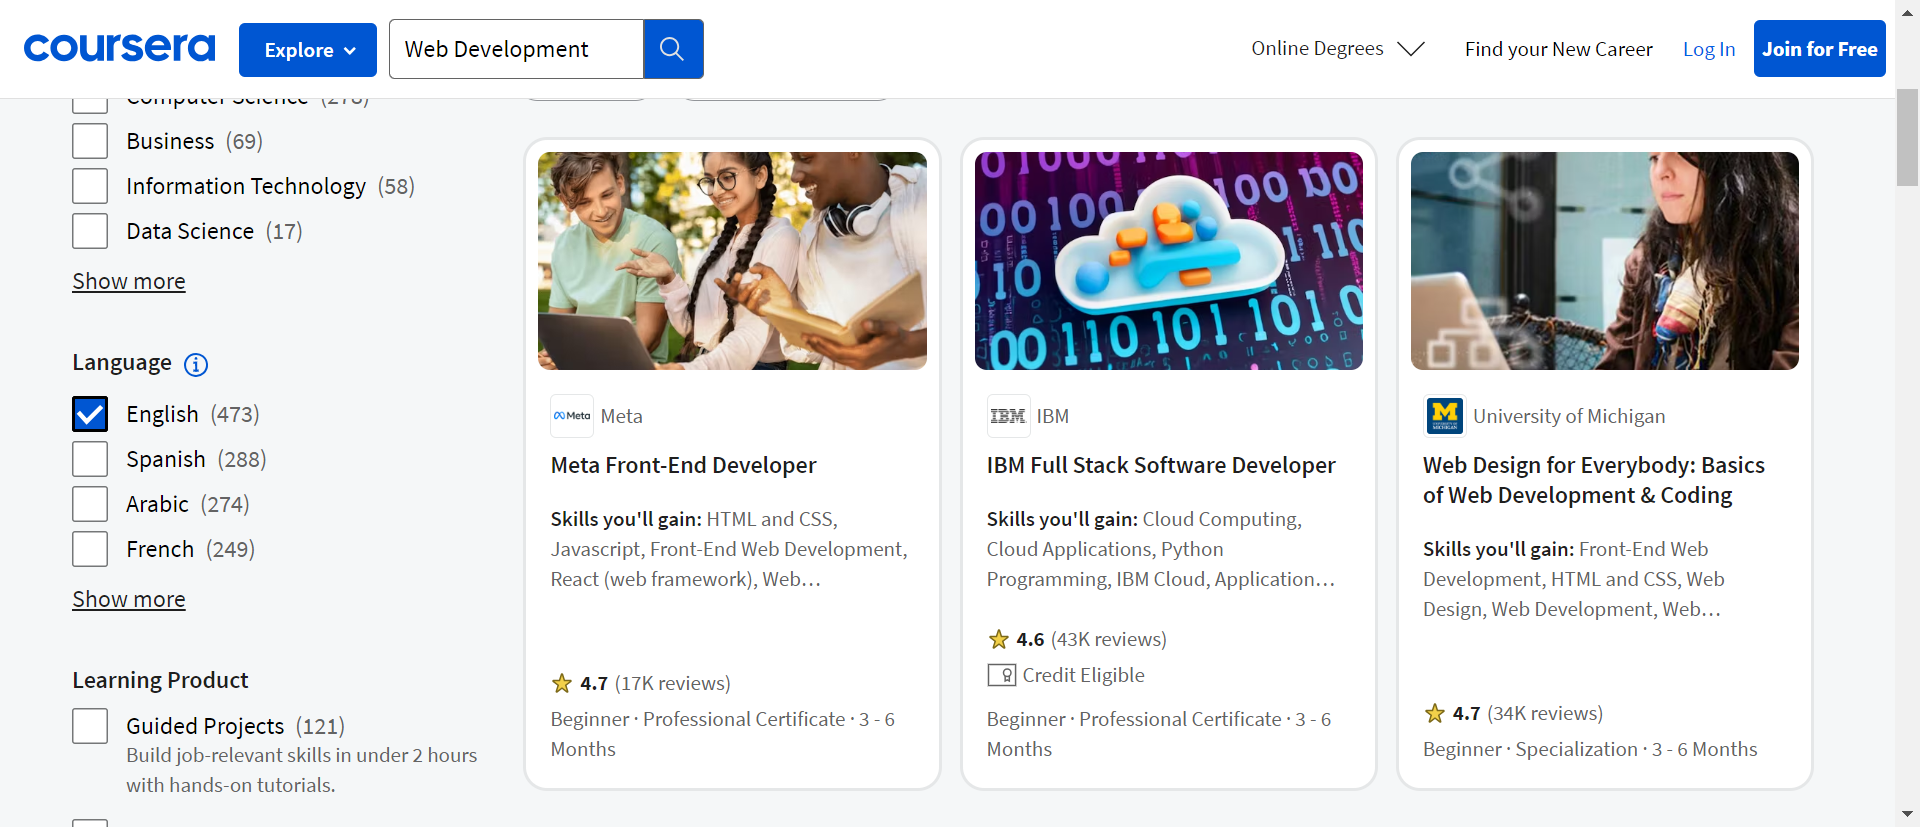 coursera
Explore
Web Development
Online Degrees
Find your New Career
Log In
Join for Free
Computer Science (278)
Business (69)
Information Technology (58)
Data Science (17)
Show more
Language
English (473)
Spanish (288)
Arabic (274)
French (249)
Show more
Learning Product
Guided Projects (121)
Build job-relevant skills in under 2 hours
with hands-on tutorials.
Meta
Meta
Meta Front-End Developer
Skills you'll gain: HTML and CSS,
Javascript, Front-End Web Development,
React (web framework), Web...
4.7 (17K reviews)
Beginner · Professional Certificate · 3 - 6
Months
IBM
IBM
IBM Full Stack Software Developer
Skills you'll gain: Cloud Computing,
Cloud Applications, Python
Programming, IBM Cloud, Application...
4.6 (43K reviews)
Credit Eligible
Beginner · Professional Certificate · 3 - 6
Months
M
University of Michigan
Web Design for Everybody: Basics
of Web Development & Coding
Skills you'll gain: Front-End Web
Development, HTML and CSS, Web
Design, Web Development, Web...
4.7 (34K reviews)
Beginner · Specialization · 3 - 6 Months